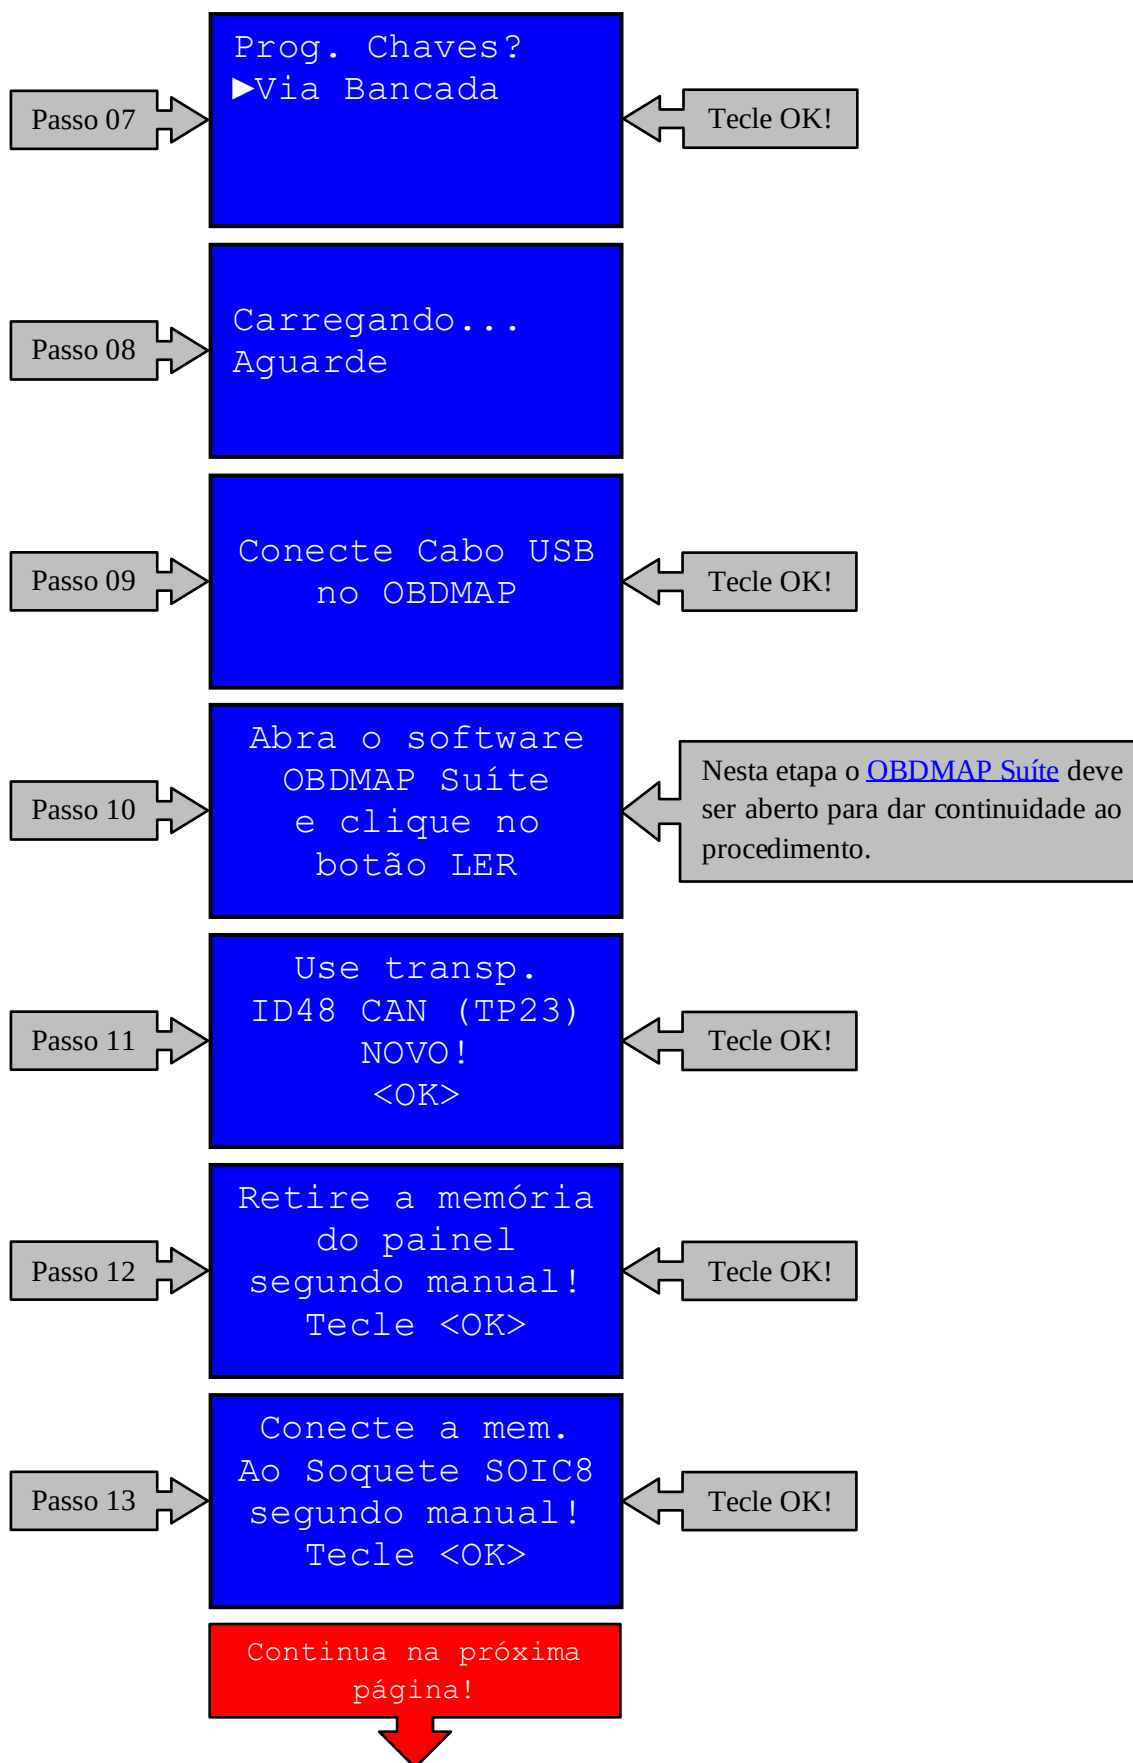 Prog. Chaves?
►Via Bancada
Passo 07
Tecle OK!
Carregando...
Aguarde
Passo 08
Conecte Cabo USB
no OBDMAP
Passo 09
Tecle OK!
Abra o software
OBDMAP Suíte
e clique no
botão LER
Passo 10
Nesta etapa o OBDMAP Suíte deve
ser aberto para dar continuidade ao
procedimento.
Use transp.
ID48 CAN (TP23)
NOVO!
<OK>
Passo 11
Tecle OK!
Retire a memória
do painel
segundo manual!
Tecle <OK>
Passo 12
Tecle OK!
Conecte a mem.
Ao Soquete SOIC8
segundo manual!
Tecle <OK>
Passo 13
Tecle OK!
Continua na próxima
página!